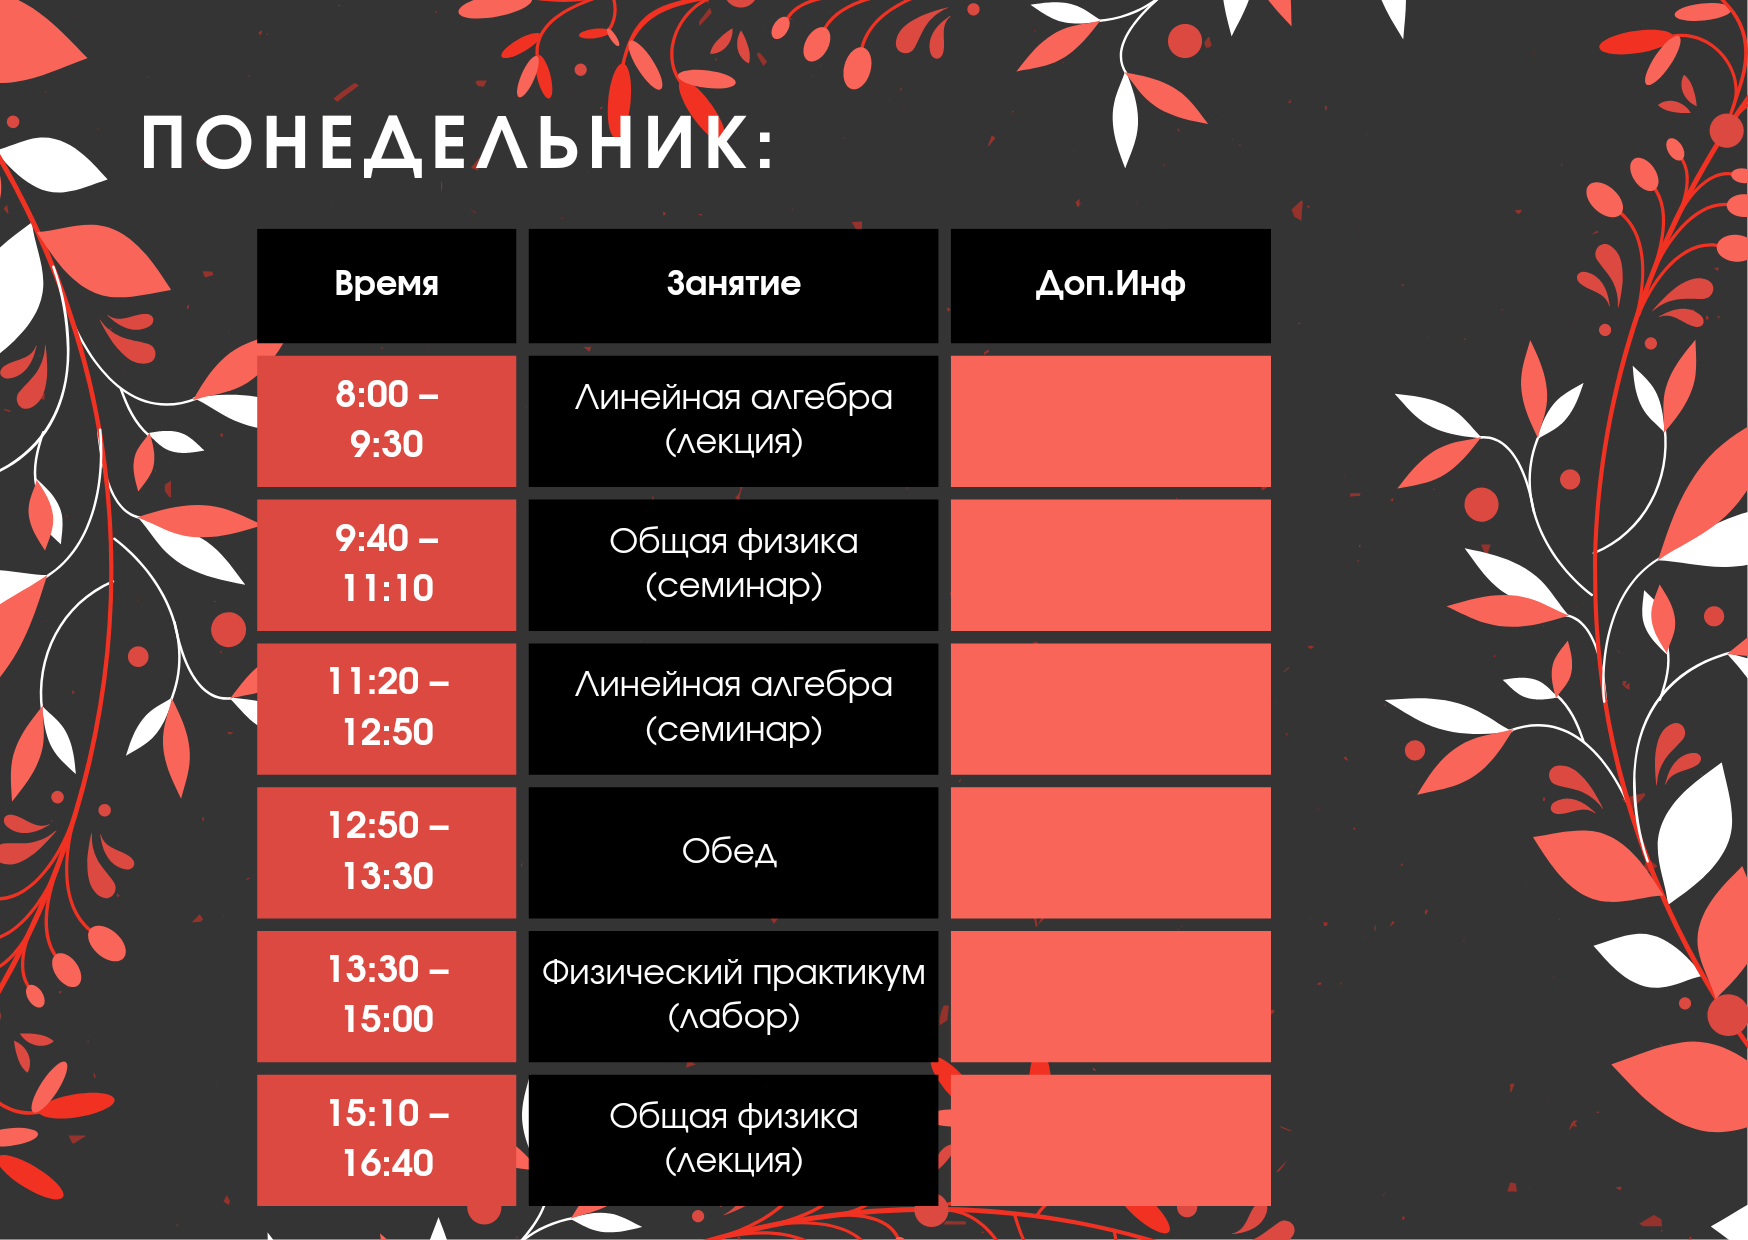 ПОНЕДЕЛЬНИК:
Время Занятие Доп.Инф
8:00 –
9:30
Линейная алгебра
(лекция)
9:40 –
11:10
Общая физика
(семинар)
11:20 –
12:50
Линейная алгебра
(семинар)
12:50 –
13:30
Обед
13:30 –
15:00
Физический практикум
(лабор)
15:10 –
16:40
Общая физика
(лекция)